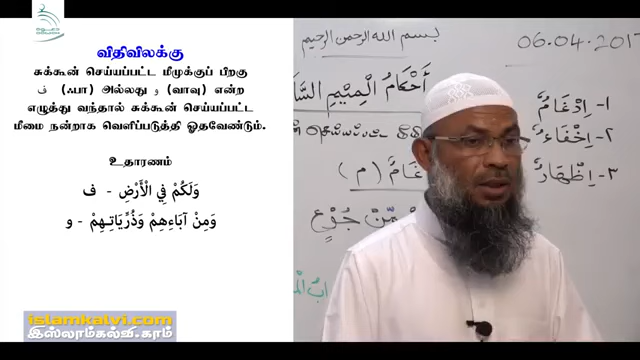 விதிவிலக்கு
சுக்கூன் செய்யப்பட்ட மீமுக்குப் பிறகு
ف (ஃபா) அல்லது و (வாவு) என்ற
எழுத்து வந்தால் சுக்கூன் செய்யப்பட்ட
மீமை நன்றாக வெளிப்படுத்தி ஓதவேண்டும்.
உதாரணம்
وَلَكُمْ فِي الْأَرْضِ - ف
وَمِنْ آبَاءِهِمْ وَذُرِّيَاتِـهِمْ - و
islamkalvi.com
இஸ்லாம்கல்வி.காம்
بسم الله الرحمن الرحيم
06.04.2017
أَحْكَامُ الْمِيْمِ
١- إِدْغَامٌ
٢- إِخْفَاءٌ
٣- إِظْهَارٌ
(م)
مِّنْ جُوْعٍ